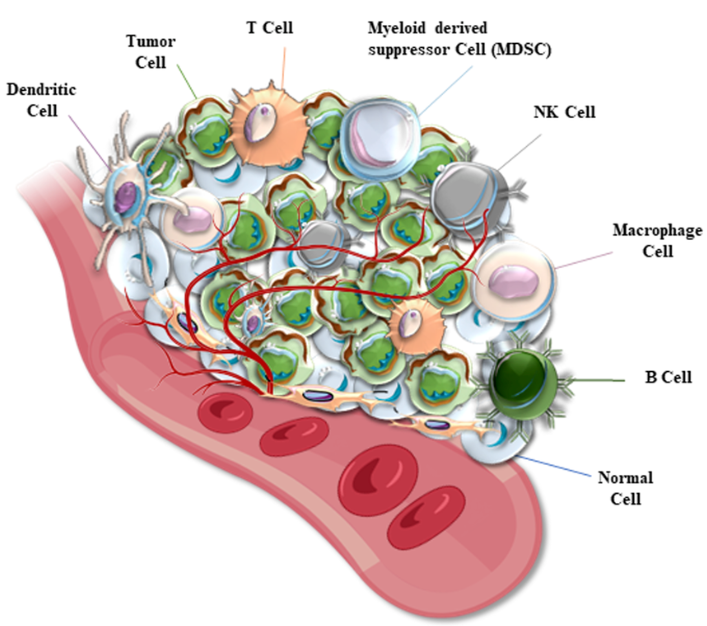 T Cell
Myeloid derived
suppressor Cell (MDSC)
Tumor
Cell
Dendritic
Cell
NK Cell
Macrophage
Cell
B Cell
Normal
Cell